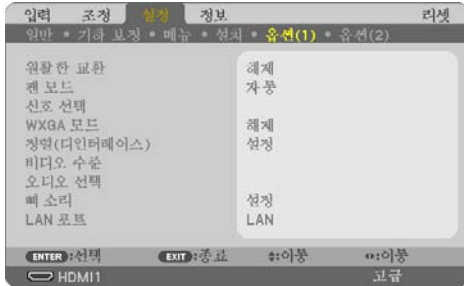 입력 조정 설정 정보 리셋
일반 • 기하 보정 • 메뉴 • 설치 • 옵션(1) • 옵션(2)
원활한 교환 해제
팬 모드 자동
신호 선택
WXGA 모드 해제
정렬(디인터레이스) 설정
비디오 수준
오디오 선택
삐 소리 설정
LAN 포트 LAN
ENTER :선택 EXIT :종료 :이동 :이동
HDMI1 고급